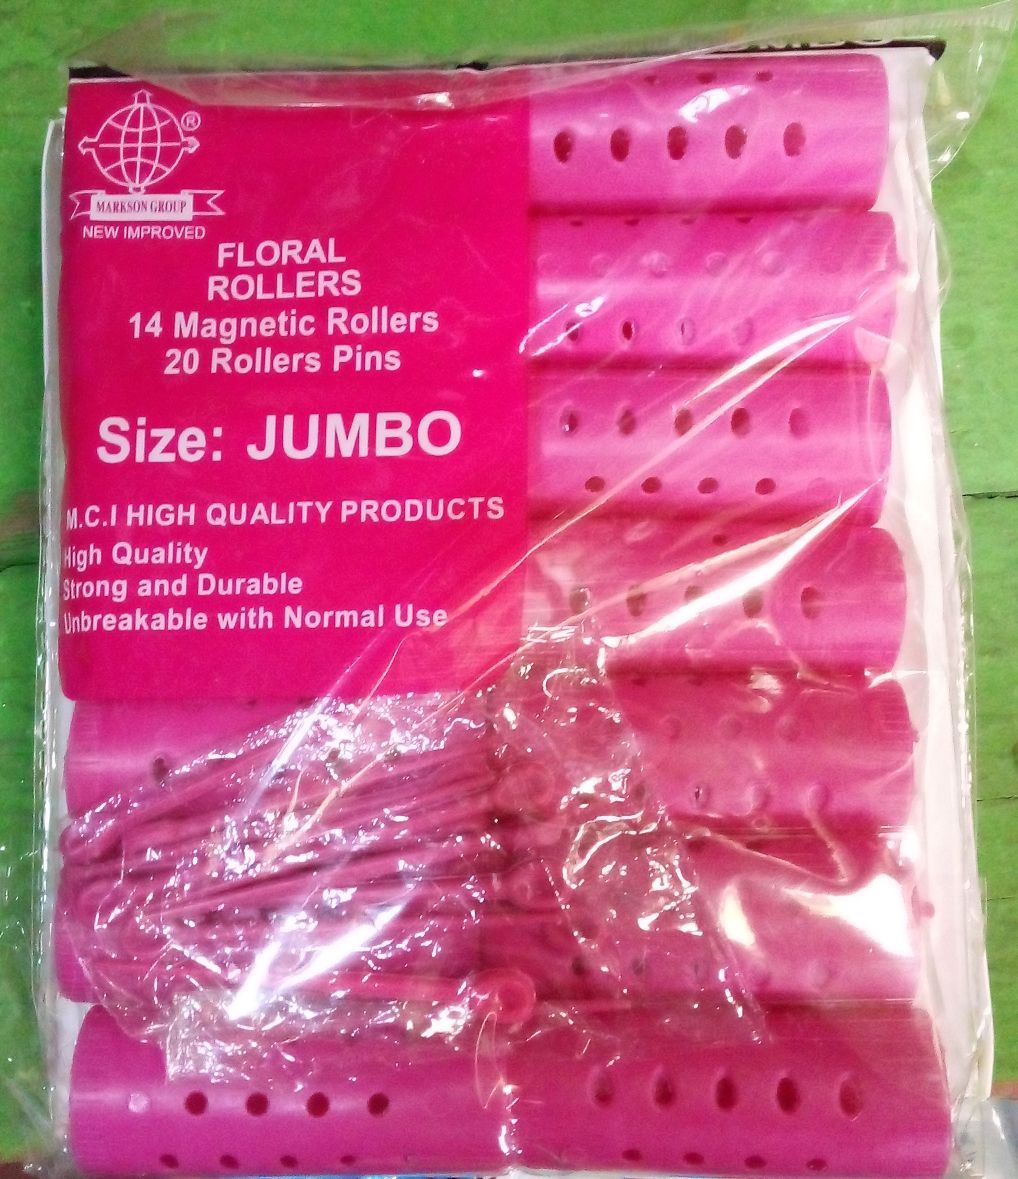 ®
MARKSON GROUP
NEW IMPROVED
FLORAL
ROLLERS
14 Magnetic Rollers
20 Rollers Pins
Size: JUMBO
M.C.I HIGH QUALITY PRODUCTS
High Quality
Strong and Durable
Unbreakable with Normal Use